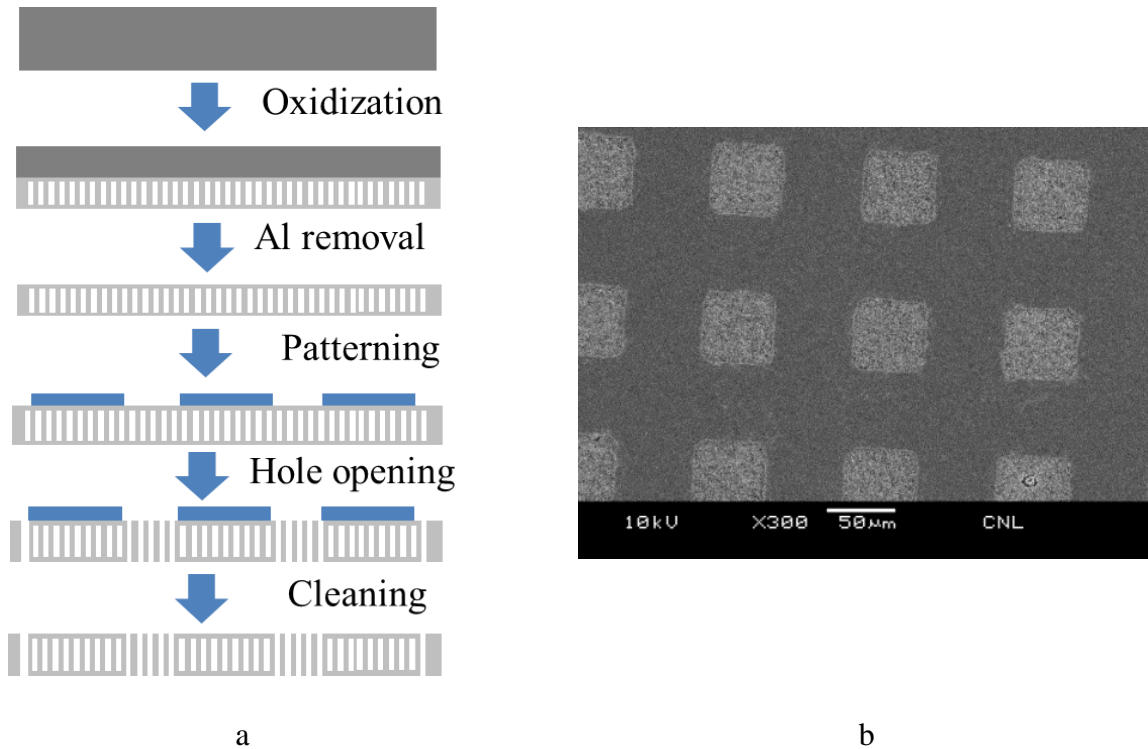 Oxidization
Al removal
Patterning
Hole opening
Cleaning
10kV X300 50μm CNL
a b